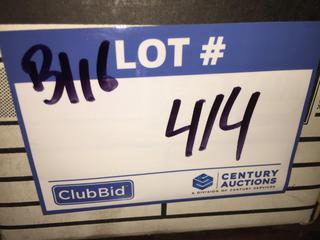 B116 LOT #
414
ClubBid
CENTURY
AUCTIONS
A DIVISION OF CENTURY SERVICES